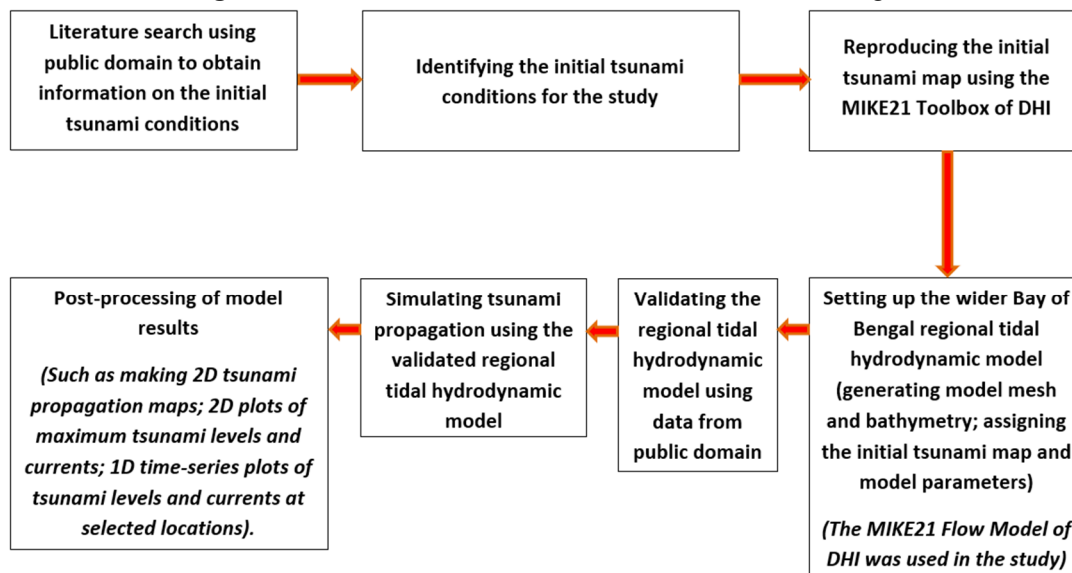 Literature search using
public domain to obtain
information on the initial
tsunami conditions
Identifying the initial tsunami
conditions for the study
Reproducing the initial
tsunami map using the
MIKE21 Toolbox of DHI
Setting up the wider Bay of
Bengal regional tidal
hydrodynamic model
(generating model mesh
and bathymetry; assigning
the initial tsunami map and
model parameters)
(The MIKE21 Flow Model of
DHI was used in the study)
Validating the
regional tidal
hydrodynamic
model using
data from
public domain
Simulating tsunami
propagation using the
validated regional
tidal hydrodynamic
model
Post-processing of model
results
(Such as making 2D tsunami
propagation maps; 2D plots of
maximum tsunami levels and
currents; 1D time-series plots of
tsunami levels and currents at
selected locations).